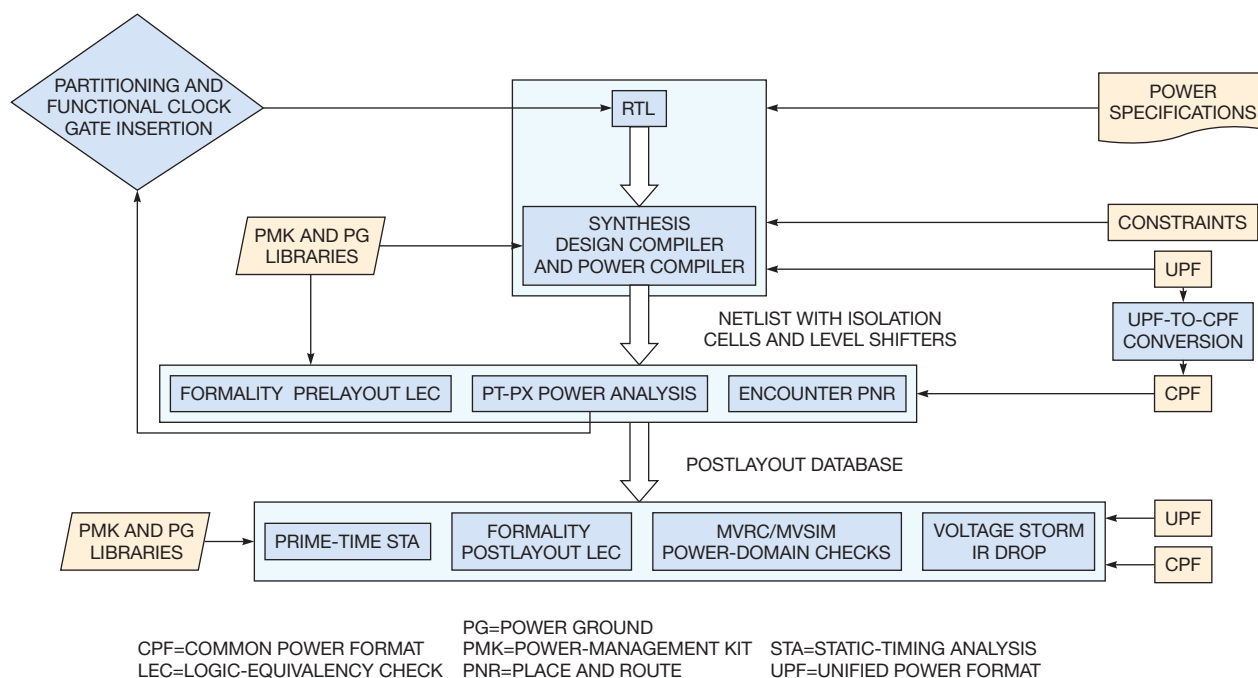 PARTITIONING AND
FUNCTIONAL CLOCK
GATE INSERTION
RTL
POWER
SPECIFICATIONS
SYNTHESIS
DESIGN COMPILER
AND POWER COMPILER
CONSTRAINTS
PMK AND PG
LIBRARIES
UPF
NETLIST WITH ISOLATION
CELLS AND LEVEL SHIFTERS
UPF-TO-CPF
CONVERSION
FORMALITY PRELAYOUT LEC
PT-PX POWER ANALYSIS
ENCOUNTER PNR
CPF
POSTLAYOUT DATABASE
PMK AND PG
LIBRARIES
PRIME-TIME STA
FORMALITY
POSTLAYOUT LEC
MVRC/MVSIM
POWER-DOMAIN CHECKS
VOLTAGE STORM
IR DROP
UPF
CPF
CPF=COMMON POWER FORMAT
LEC=LOGIC-EQUIVALENCY CHECK
PG=POWER GROUND
PMK=POWER-MANAGEMENT KIT
PNR=PLACE AND ROUTE
STA=STATIC-TIMING ANALYSIS
UPF=UNIFIED POWER FORMAT